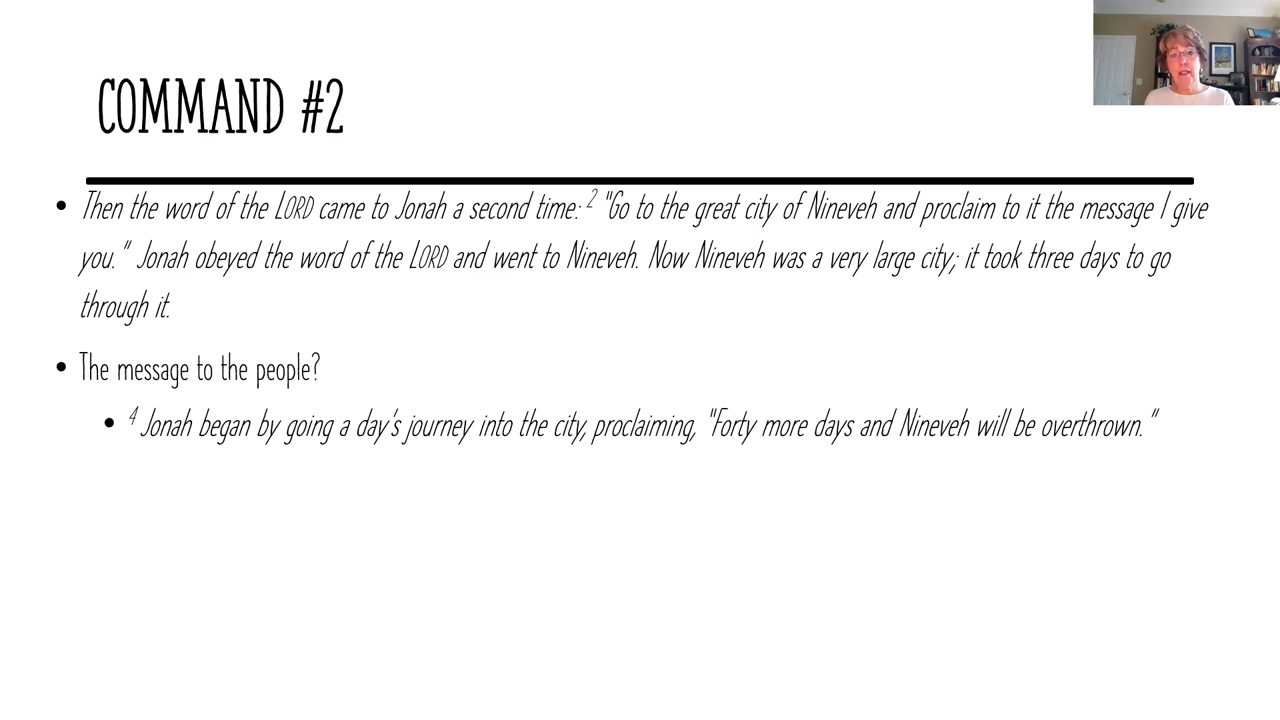 COMMAND #2
• Then the word of the LORD came to Jonah a second time: 2 "Go to the great city of Nineveh and proclaim to it the message I give
you." Jonah obeyed the word of the LORD and went to Nineveh. Now Nineveh was a very large city; it took three days to go
through it.
• The message to the people?
• 4 Jonah began by going a day's journey into the city, proclaiming, "Forty more days and Nineveh will be overthrown."